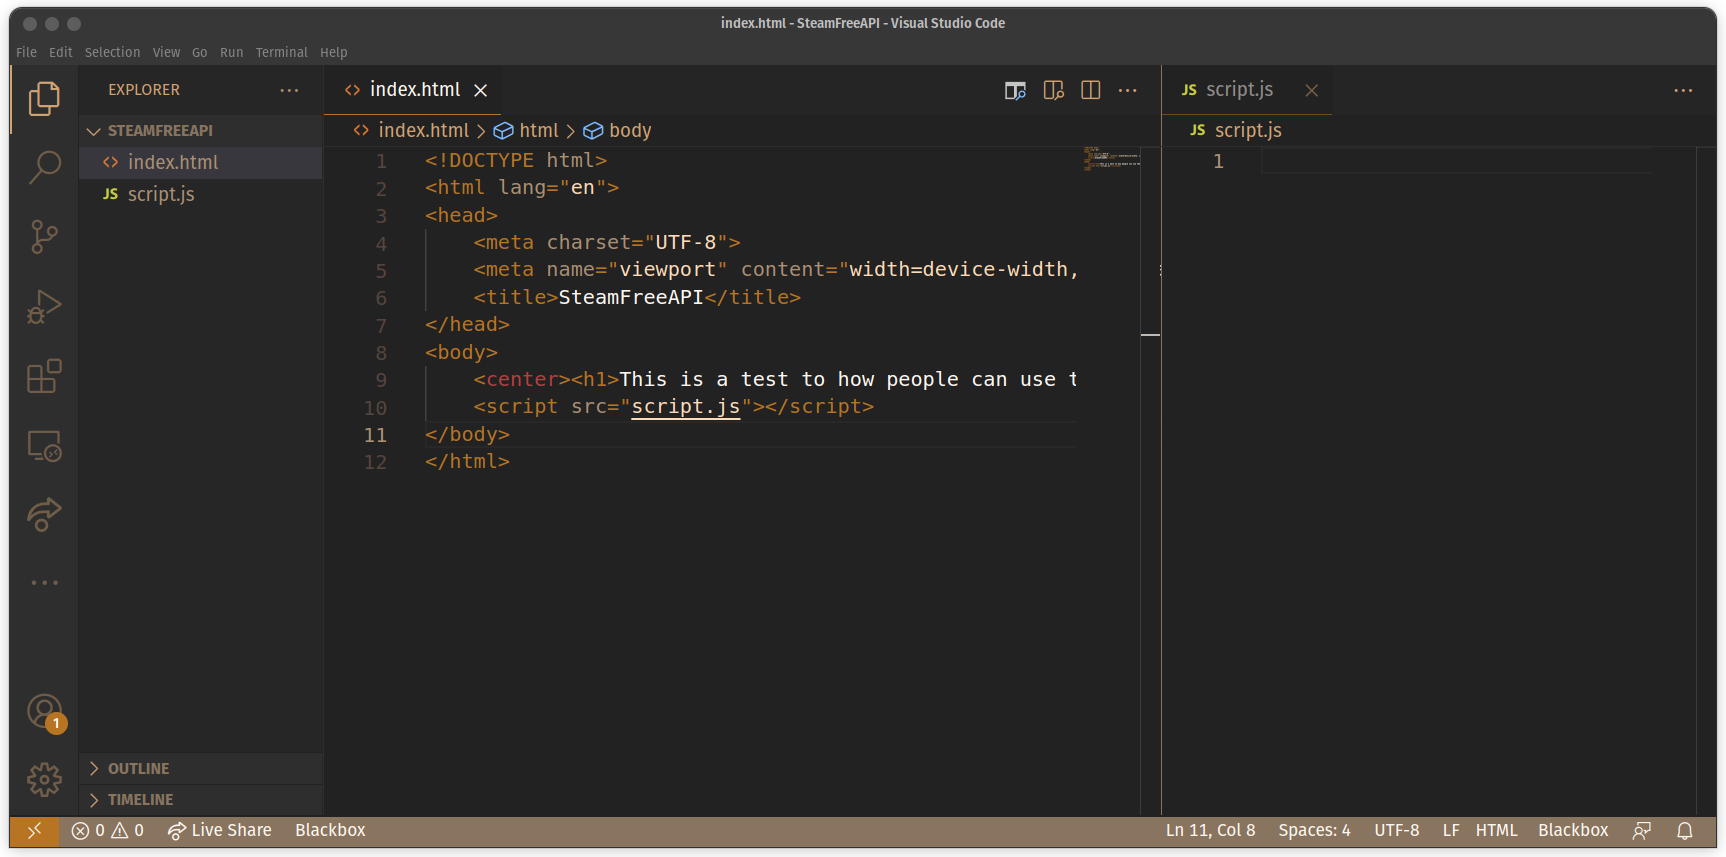 index.html - SteamFreeAPI - Visual Studio Code
File Edit Selection View Go Run Terminal Help
EXPLORER
STEAMFREEAPI
index.html
JS script.js
OUTLINE
TIMELINE
index.html
index.html > html > body
1 <!DOCTYPE html>
2 <html lang="en">
3 <head>
4     <meta charset="UTF-8">
5     <meta name="viewport" content="width=device-width,
6     <title>SteamFreeAPI</title>
7 </head>
8 <body>
9     <center><h1>This is a test to how people can use t
10     <script src="script.js"></script>
11 </body>
12 </html>
JS script.js
JS script.js
1
1
0 0 Live Share Blackbox
Ln 11, Col 8 Spaces: 4 UTF-8 LF HTML Blackbox